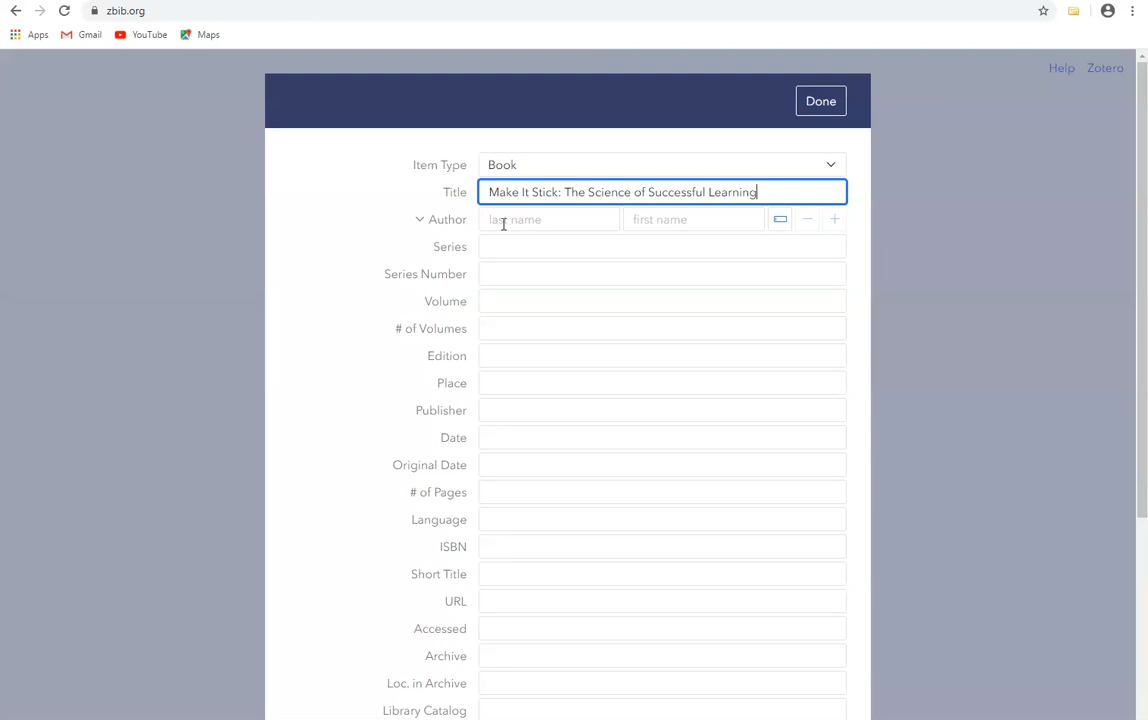 zbib.org
Apps Gmail YouTube Maps
Help Zotero
Done
Item Type Book
Title Make It Stick: The Science of Successful Learning
Author last name first name
Series
Series Number
Volume
# of Volumes
Edition
Place
Publisher
Date
Original Date
# of Pages
Language
ISBN
Short Title
URL
Accessed
Archive
Loc. in Archive
Library Catalog